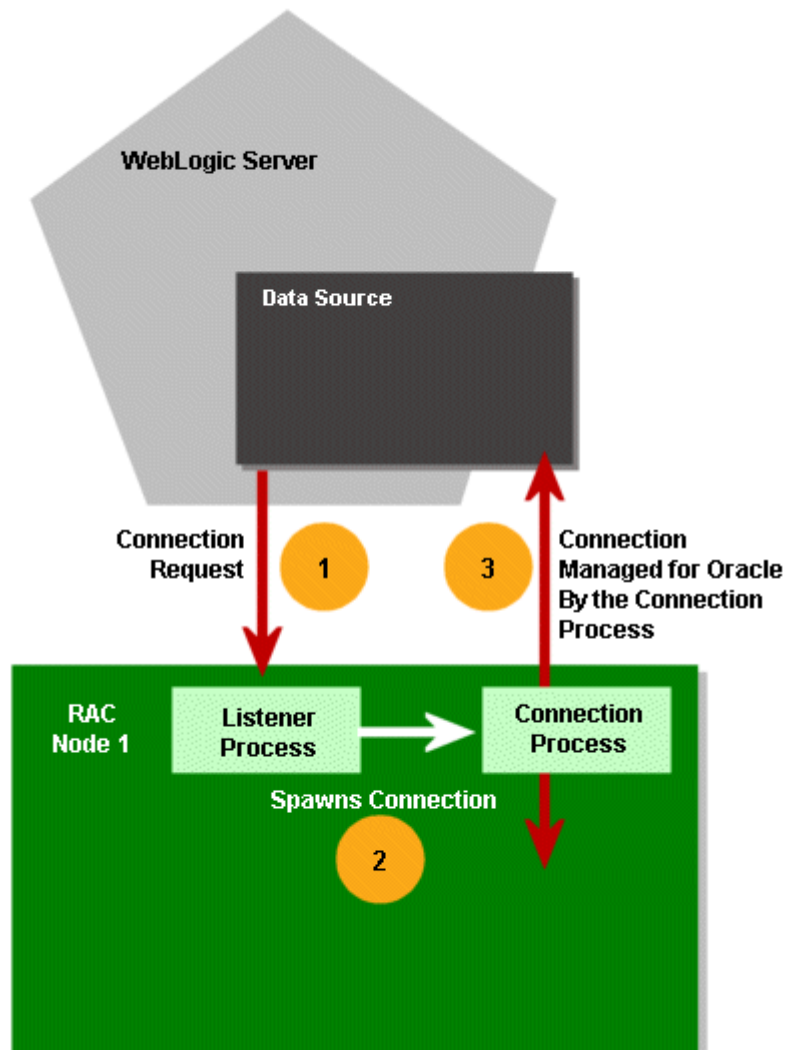 WebLogic Server
Data Source
Connection
Request
1
3
Connection
Managed for Oracle
By the Connection
Process
RAC
Node 1
Listener
Process
Connection
Process
Spawns Connection
2